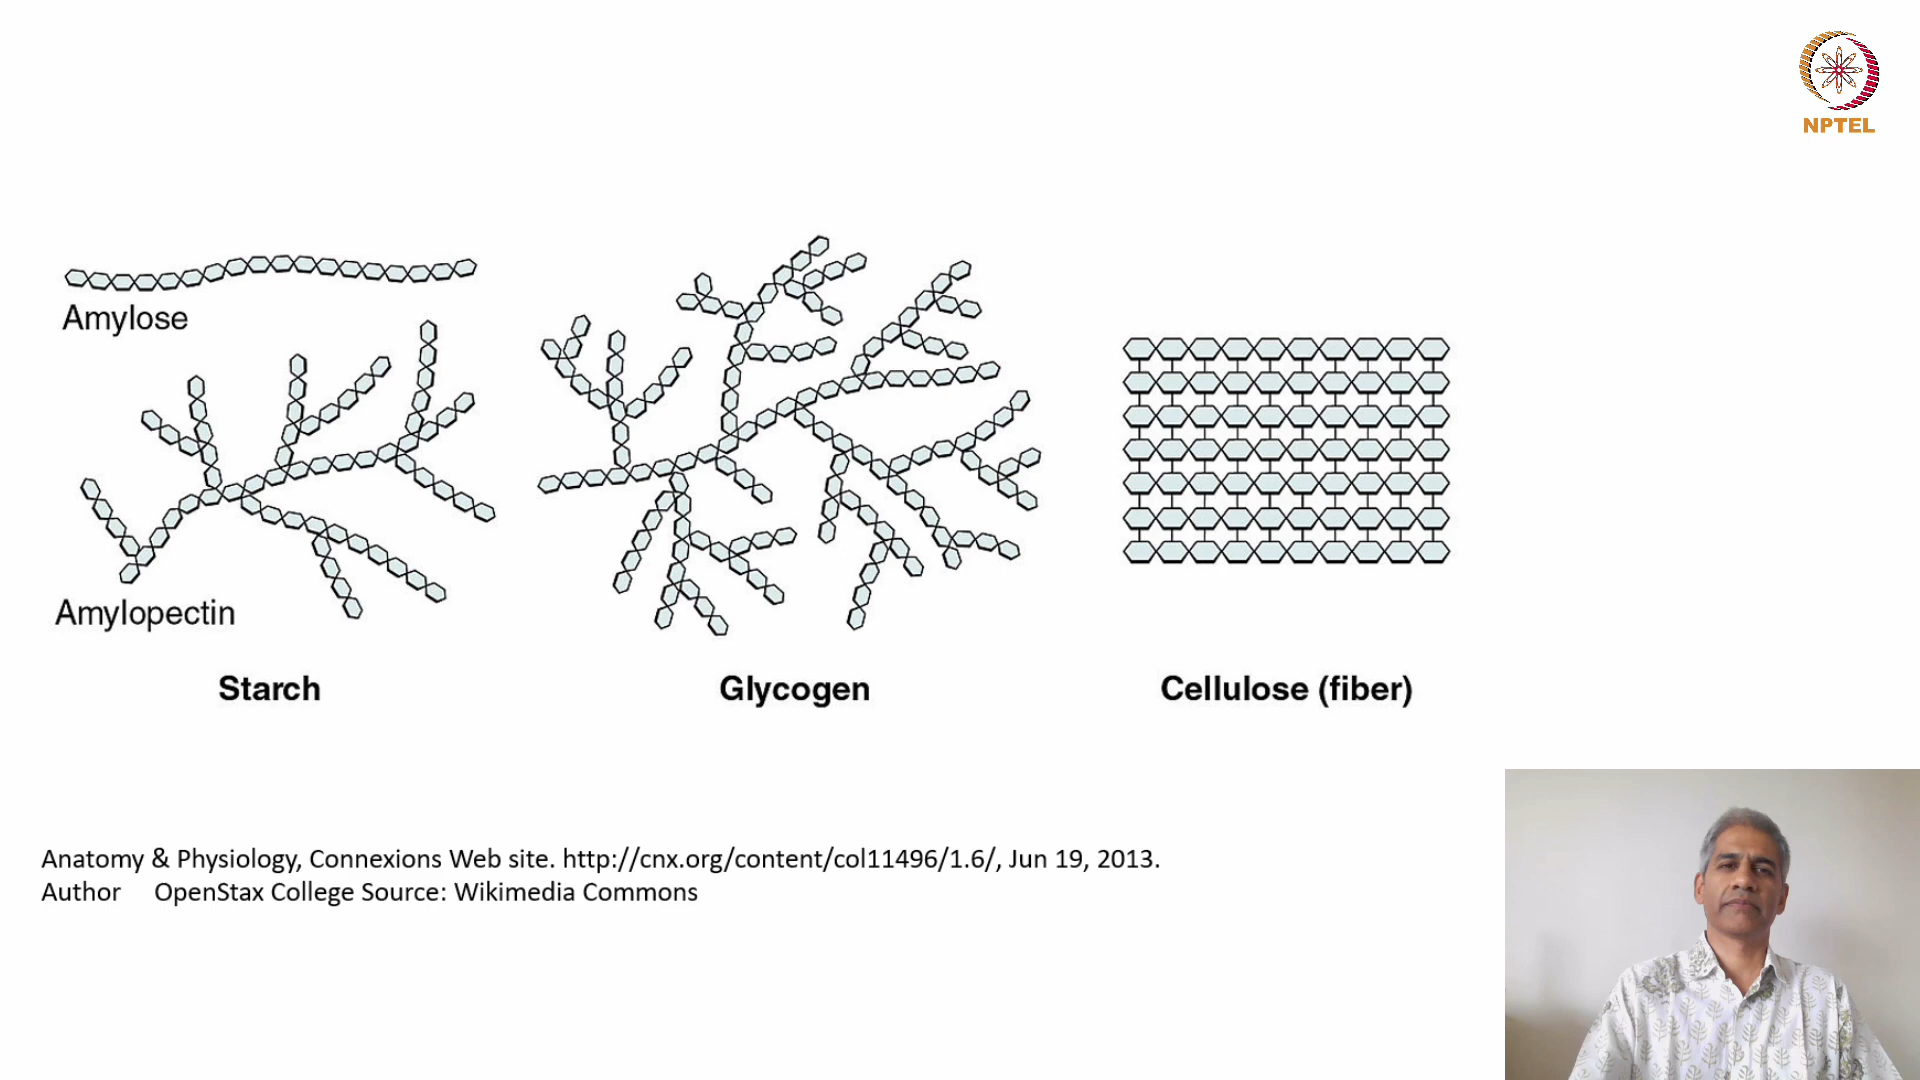 NPTEL
Amylose
Amylopectin
Starch
Glycogen
Cellulose (fiber)
Anatomy & Physiology, Connexions Web site. http://cnx.org/content/col11496/1.6/, Jun 19, 2013.
Author OpenStax College Source: Wikimedia Commons